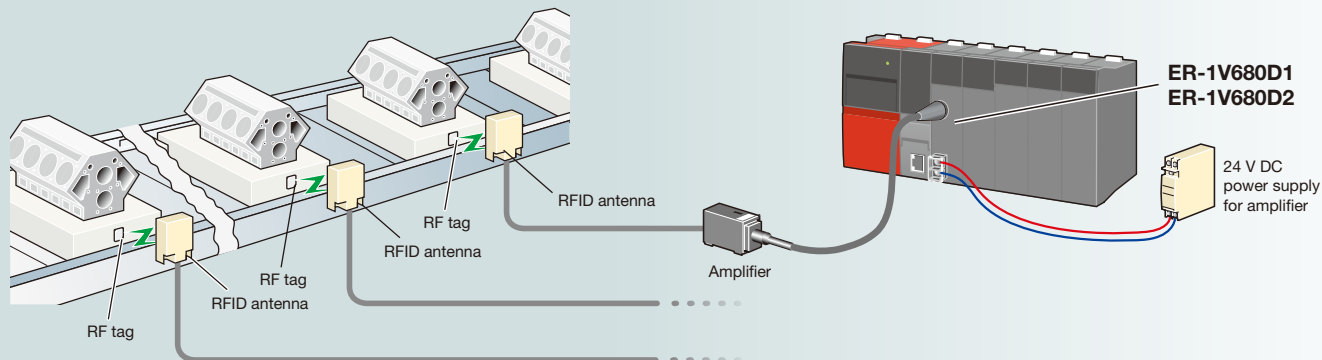 ER-1V680D1
ER-1V680D2
24 V DC
power supply
for amplifier
RFID antenna
RF tag
RFID antenna
Amplifier
RF tag
RFID antenna
RF tag